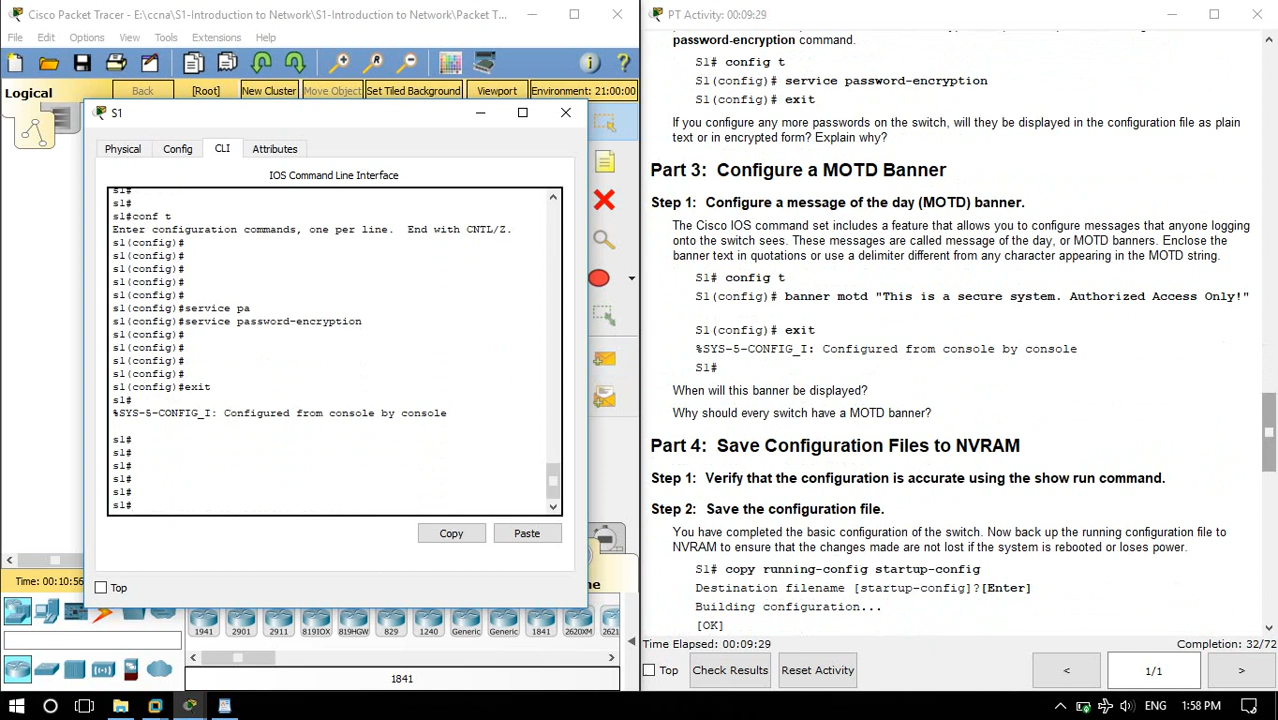 Cisco Packet Tracer - E:\ccna\S1-Introduction to Network\S1-Introduction to Network\Packet T...
File Edit Options View Tools Extensions Help
Logical
Back
[Root]
New Cluster
Move Object
Set Tiled Background
Viewport
Environment: 21:00:00
S1
Physical Config CLI Attributes
IOS Command Line Interface
s1#
s1#
s1#conf t
Enter configuration commands, one per line. End with CNTL/Z.
s1(config)#
s1(config)#
s1(config)#
s1(config)#
s1(config)#
s1(config)#service pa
s1(config)#service password-encryption
s1(config)#
s1(config)#
s1(config)#
s1(config)#
s1(config)#exit
s1#
%SYS-5-CONFIG_I: Configured from console by console
s1#
s1#
s1#
s1#
s1#
s1#
Copy
Paste
Top
Time: 00:10:56
1941 2901 2911 819IOX 819HGW 829 1240 Generic Generic 1841 2620XM 2621
1841
PT Activity: 00:09:29
password-encryption command.
S1# config t
S1(config)# service password-encryption
S1(config)# exit
If you configure any more passwords on the switch, will they be displayed in the configuration file as plain
text or in encrypted form? Explain why?
Part 3: Configure a MOTD Banner
Step 1: Configure a message of the day (MOTD) banner.
The Cisco IOS command set includes a feature that allows you to configure messages that anyone logging
onto the switch sees. These messages are called message of the day, or MOTD banners. Enclose the
banner text in quotations or use a delimiter different from any character appearing in the MOTD string.
S1# config t
S1(config)# banner motd "This is a secure system. Authorized Access Only!"
S1(config)# exit
%SYS-5-CONFIG_I: Configured from console by console
S1#
When will this banner be displayed?
Why should every switch have a MOTD banner?
Part 4: Save Configuration Files to NVRAM
Step 1: Verify that the configuration is accurate using the show run command.
Step 2: Save the configuration file.
You have completed the basic configuration of the switch. Now back up the running configuration file to
NVRAM to ensure that the changes made are not lost if the system is rebooted or loses power.
S1# copy running-config startup-config
Destination filename [startup-config]?[Enter]
Building configuration...
[OK]
Time Elapsed: 00:09:29
Completion: 32/72
Top
Check Results
Reset Activity
<
1/1
>
ENG
1:58 PM